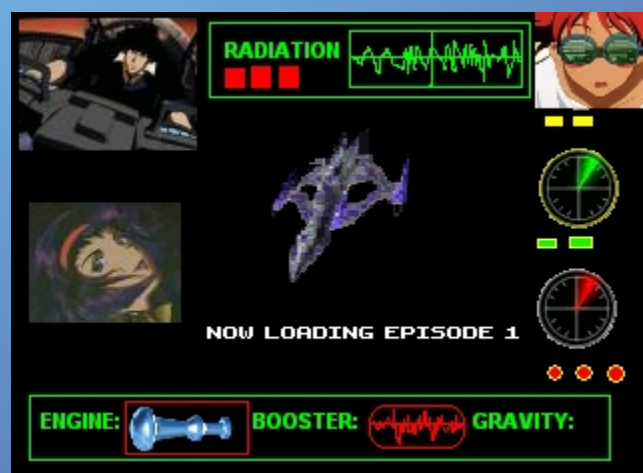 RADIATION
NOW LOADING EPISODE 1
ENGINE: BOOSTER: GRAVITY: